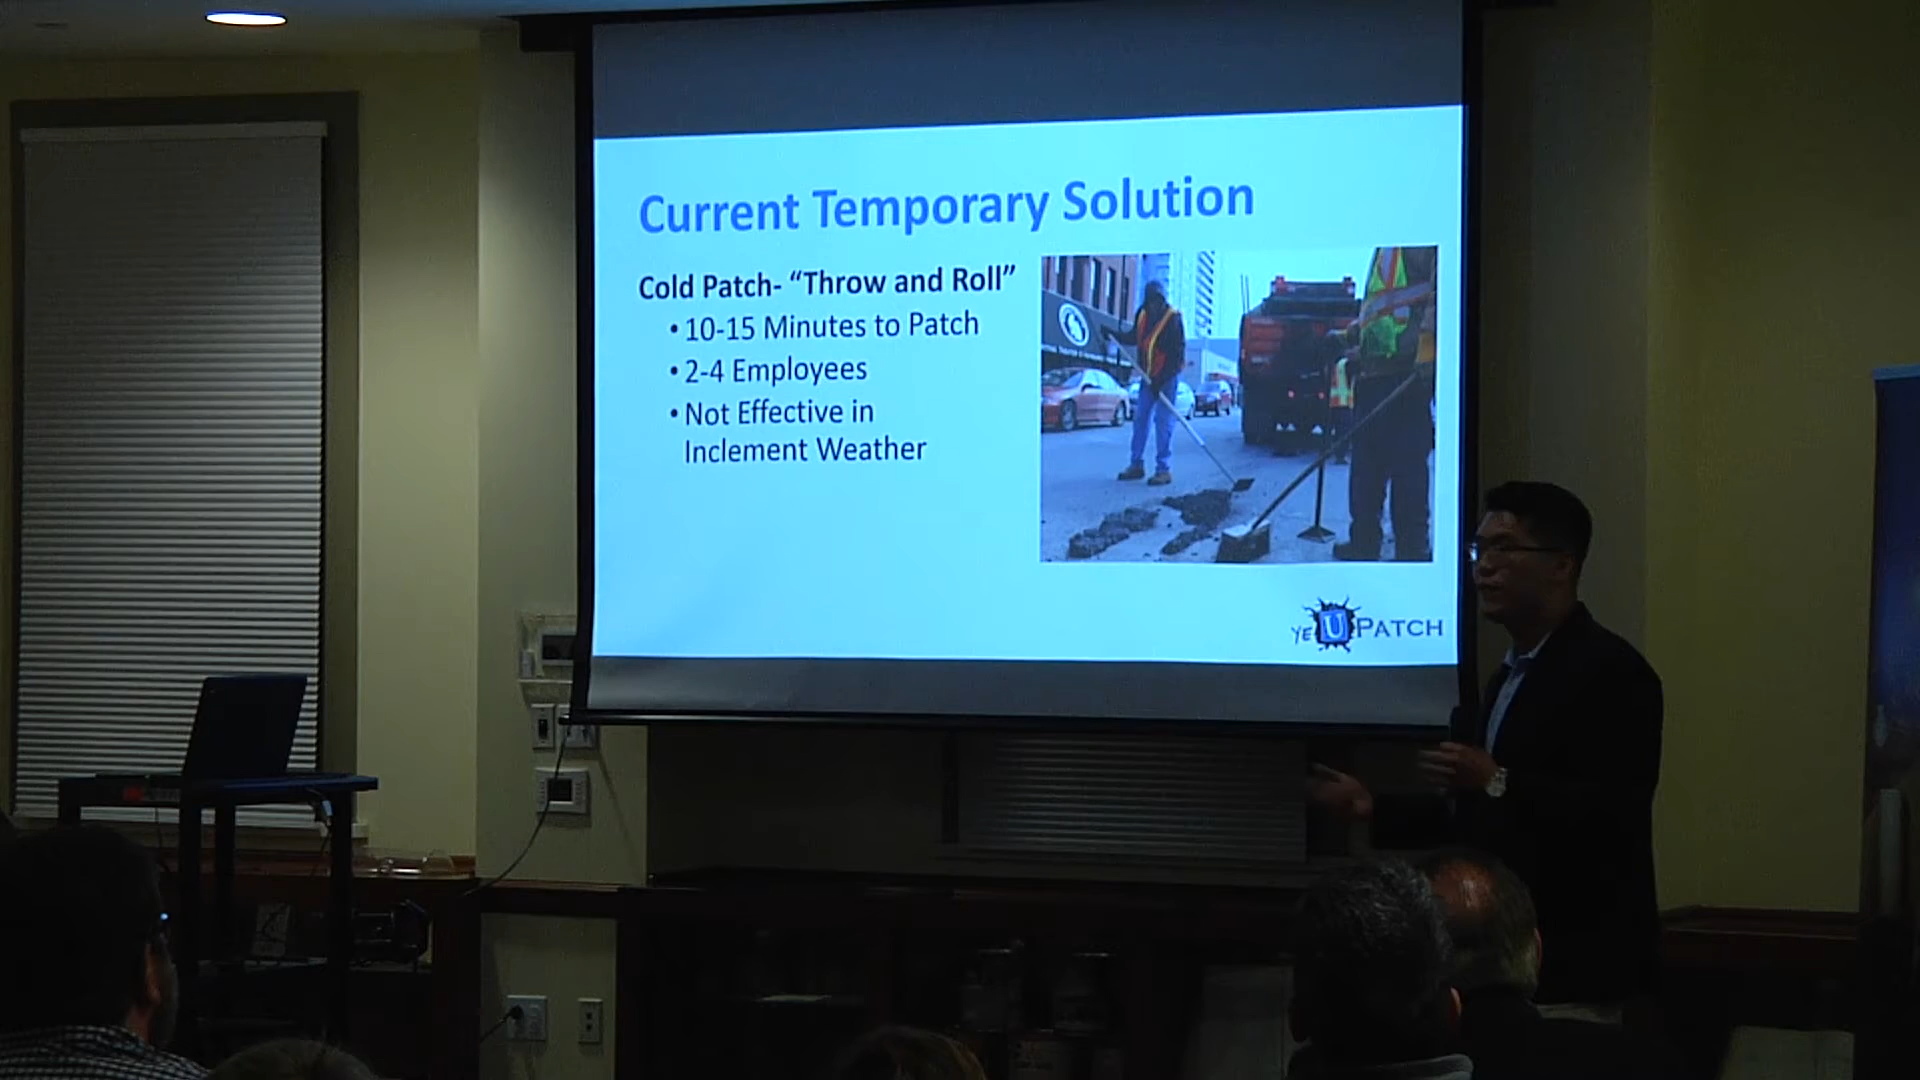 Current Temporary Solution
Cold Patch- “Throw and Roll”
• 10-15 Minutes to Patch
• 2-4 Employees
• Not Effective in
Inclement Weather
YE U PATCH